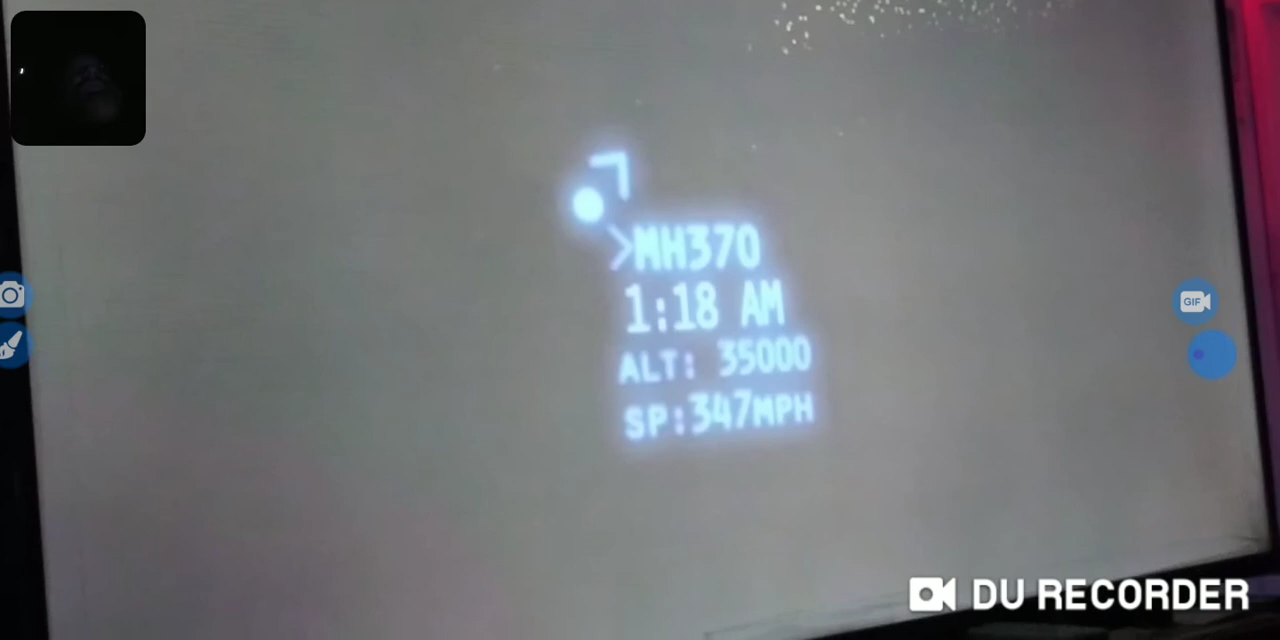 >MH370
1:18 AM
ALT: 35000
SP:347MPH
GIF
DU RECORDER